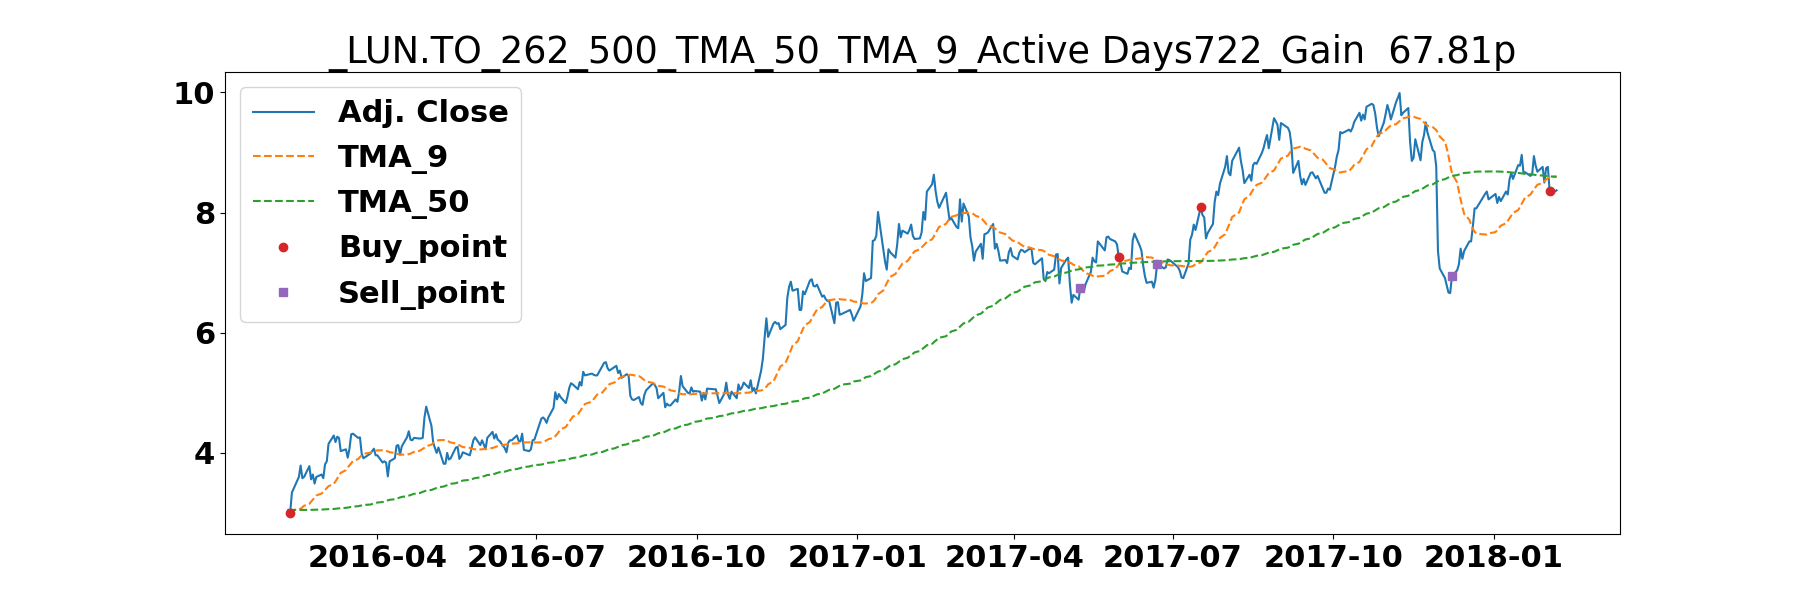 _LUN.TO_262_500_TMA_50_TMA_9_Active Days722_Gain  67.81p
10
8
6
4
Adj. Close
TMA_9
TMA_50
Buy_point
Sell_point
2016-04 2016-07 2016-10 2017-01 2017-04 2017-07 2017-10 2018-01